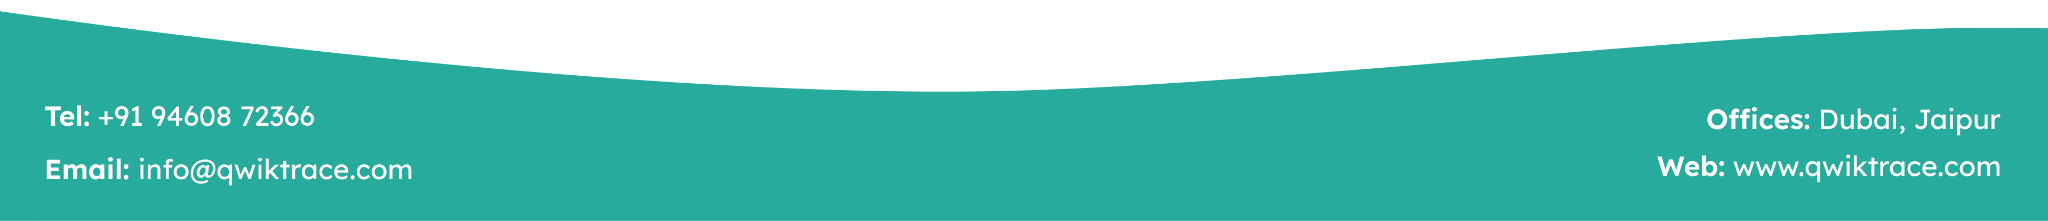 Tel: +91 94608 72366
Email: info@qwiktrace.com
Offices: Dubai, Jaipur
Web: www.qwiktrace.com